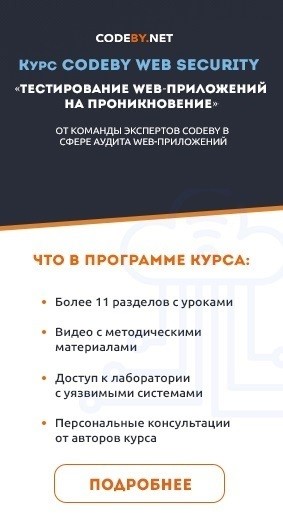 CODEBY.NET
Курс CODEBY WEB SECURITY
«ТЕСТИРОВАНИЕ WEB-ПРИЛОЖЕНИЙ
НА ПРОНИКНОВЕНИЕ»
ОТ КОМАНДЫ ЭКСПЕРТОВ CODEBY В
СФЕРЕ АУДИТА WEB-ПРИЛОЖЕНИЙ
ЧТО В ПРОГРАММЕ КУРСА:
• Более 11 разделов с уроками
• Видео с методическими
материалами
• Доступ к лаборатории
с уязвимыми системами
• Персональные консультации
от авторов курса
ПОДРОБНЕЕ